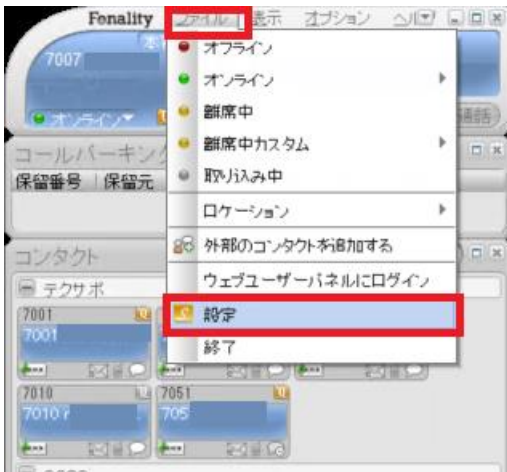 Fonality ファイル 表示 オプション ヘ
7007
オフライン
オンライン
離席中
離席中カスタム
取り込み中
ロケーション
外部のコンタクトを追加する
ウェブユーザーパネルにログイン
設定
終了
オンライン
通話
コールパーキング
保留番号 保留元
コンタクト
テクサポ
7001
7001
7010 7051
7010 705